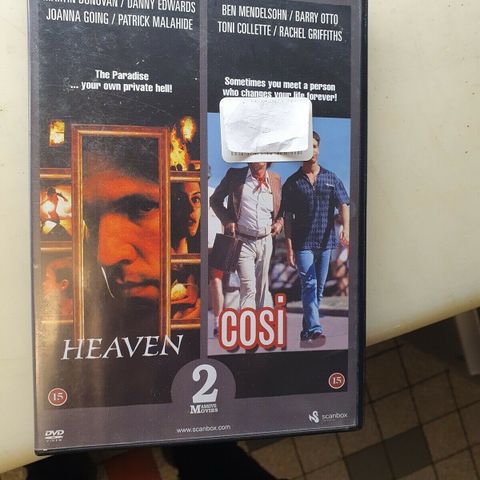 MARTIN DONOVAN / DANNY EDWARDS
JOANNA GOING / PATRICK MALAHIDE
The Paradise
... your own private hell!
HEAVEN
BEN MENDELSOHN / BARRY OTTO
TONI COLLETTE / RACHEL GRIFFITHS
Sometimes you meet a person
who changes your life forever!
COSi
15
15
2
MASSIVE
MOVIES
www.scanbox.com
scanbox
DVD
VIDEO